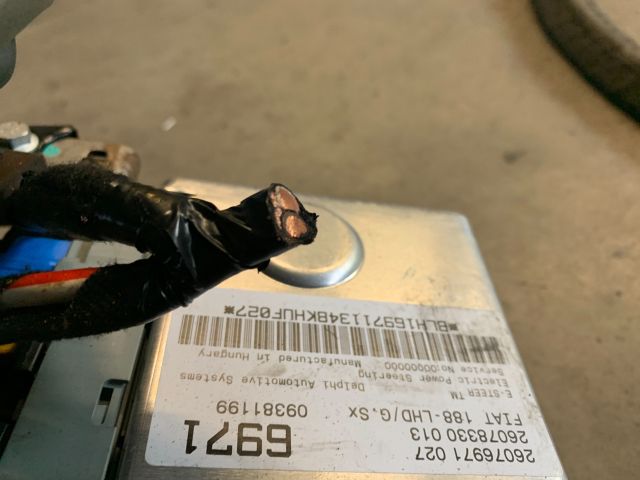 26076971 027
26078330 013
FIAT 188-LHD/G.Sx
09381199
6971
E-STEER TM Delphi Automotive Systems
Electric Power Steering
Service No:00000000 Manufactured in Hungary
*BLH169711348KHUF027*